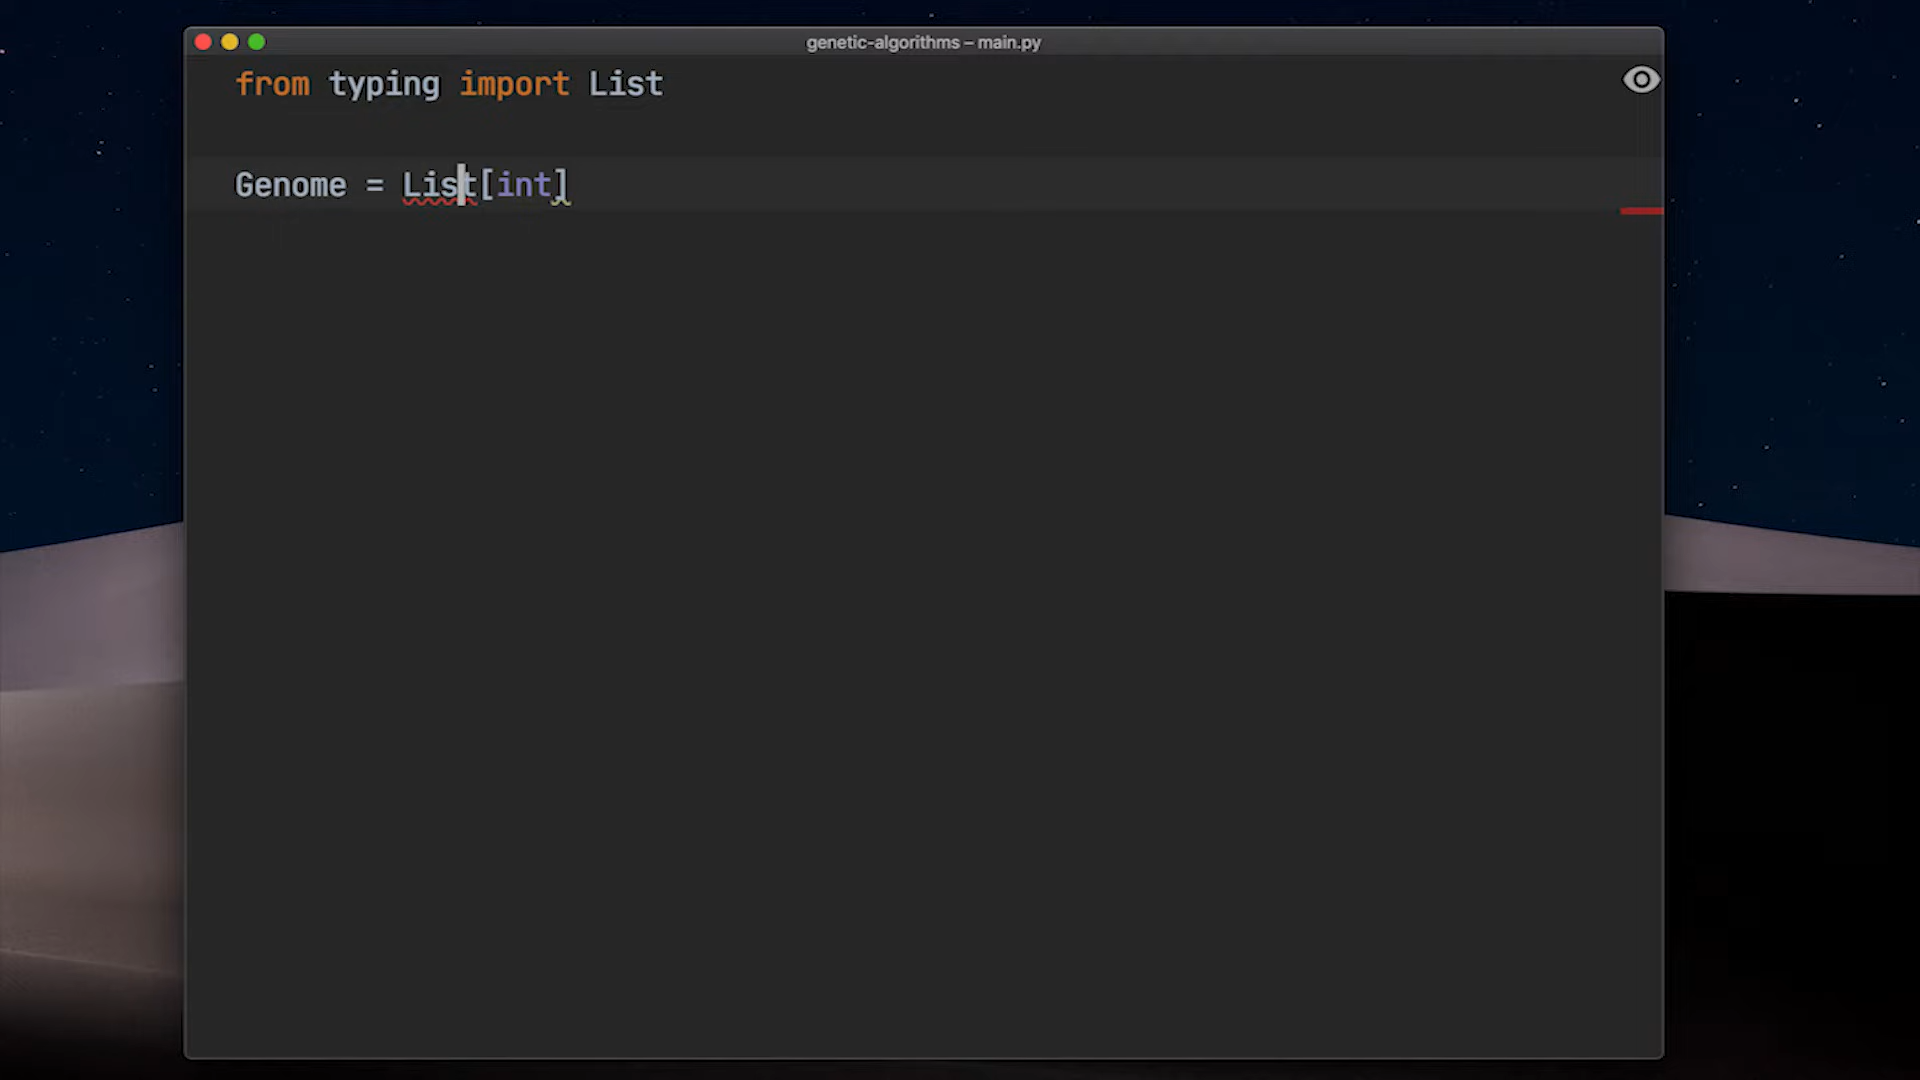 genetic-algorithms – main.py
from typing import List
Genome = List[int]